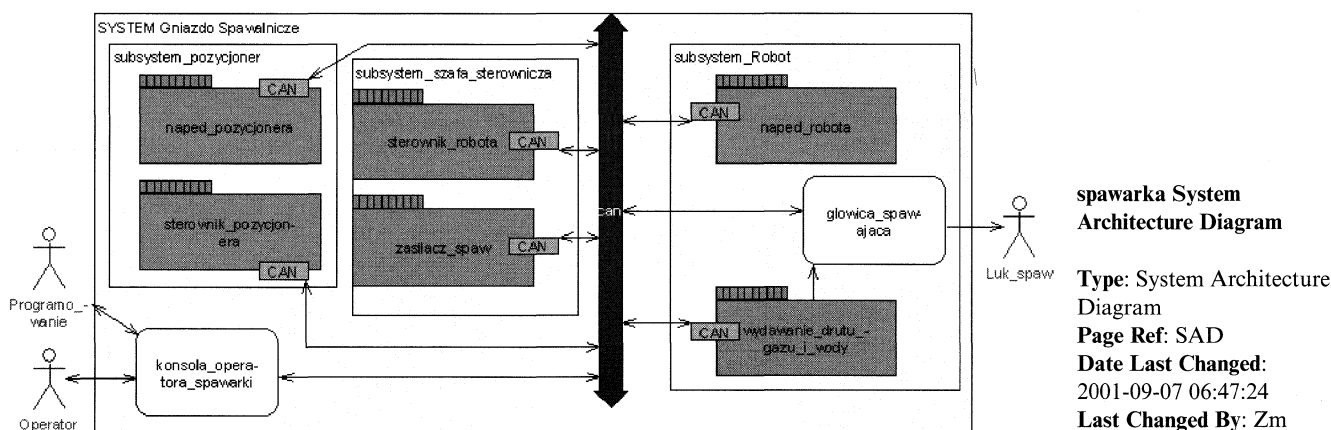 SYSTEM Gniazdo Spawalnicze
subsystem_pozycjoner
CAN
naped_pozycjonera
sterownik_pozycjon-
era
CAN
subsystem_szafa_sterownicza
CAN
sterownik_robota
zasilacz_spaw
CAN
can
subsystem_Robot
CAN
naped_robota
glowica_spaw-
ajaca
CAN
wydawanie_drutu_-
gazu_i_wody
Programo_-
wanie
Operator
konsola_opera-
tora_spawarki
Luk_spaw
spawarka System
Architecture Diagram
Type: System Architecture
Diagram
Page Ref: SAD
Date Last Changed:
2001-09-07 06:47:24
Last Changed By: Zm